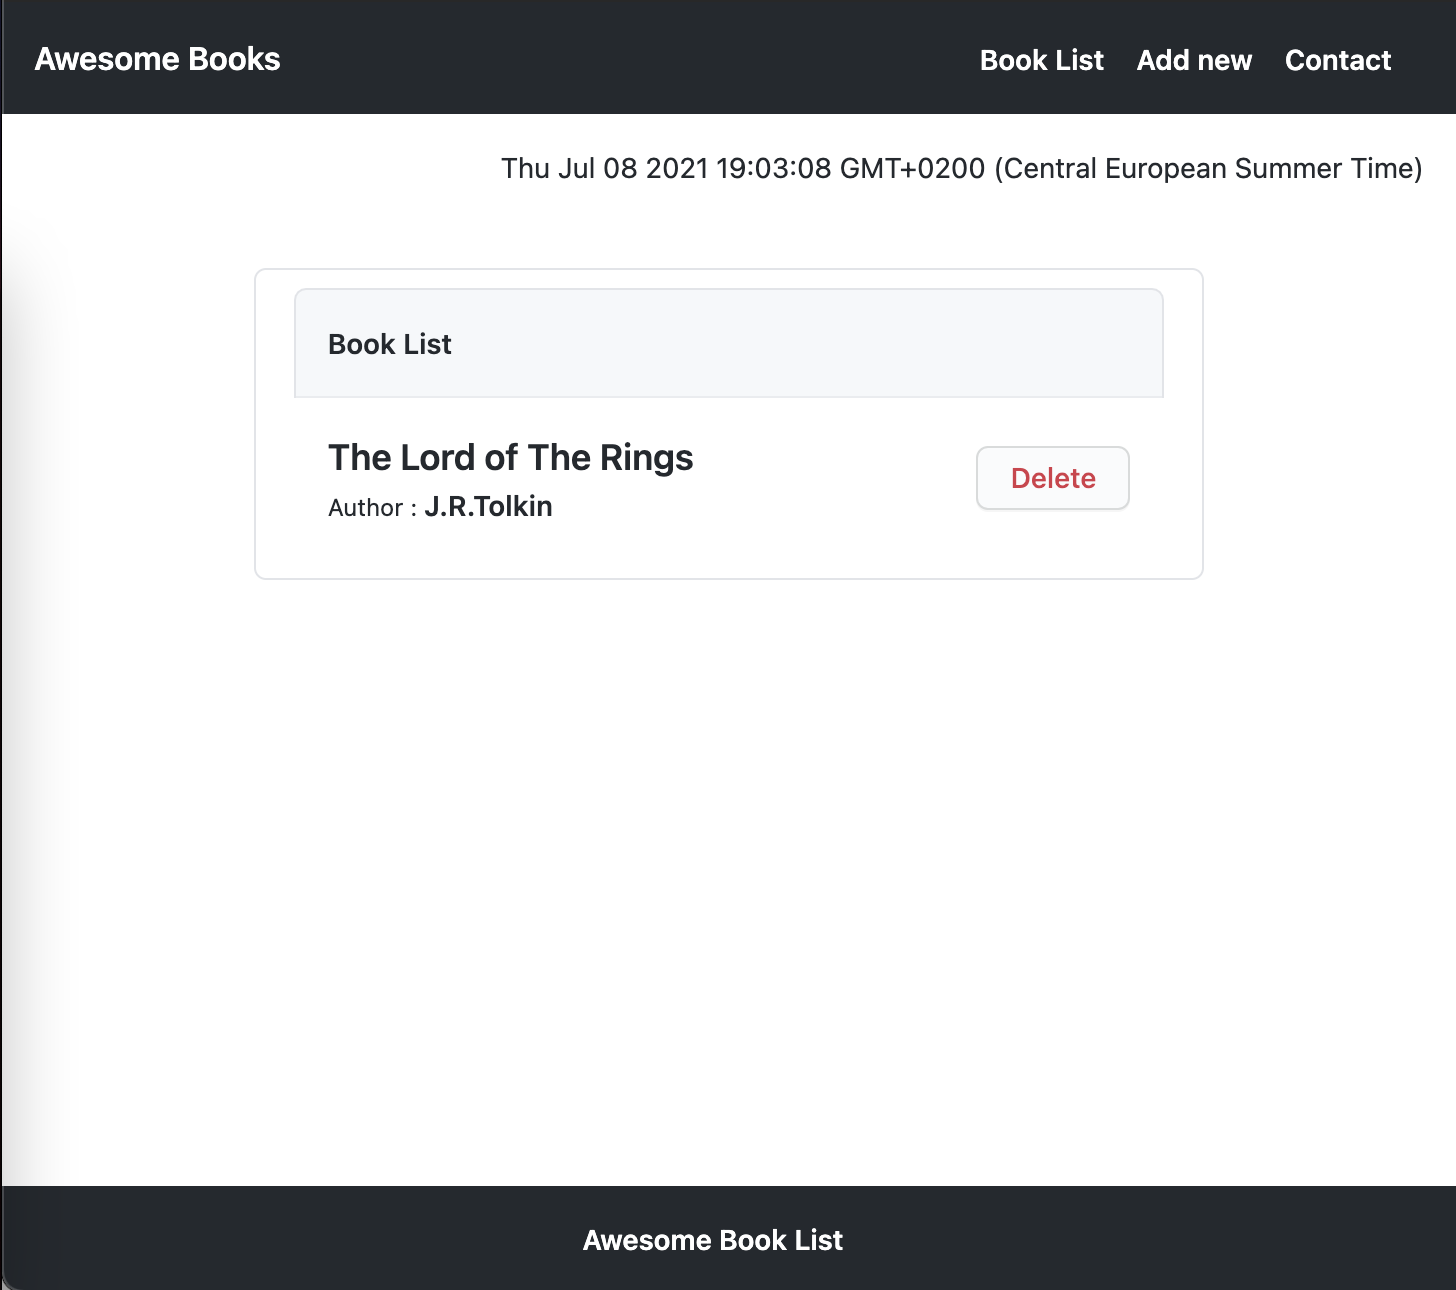 Awesome Books
Book List Add new Contact
Thu Jul 08 2021 19:03:08 GMT+0200 (Central European Summer Time)
Book List
The Lord of The Rings
Author : J.R.Tolkin
Delete
Awesome Book List